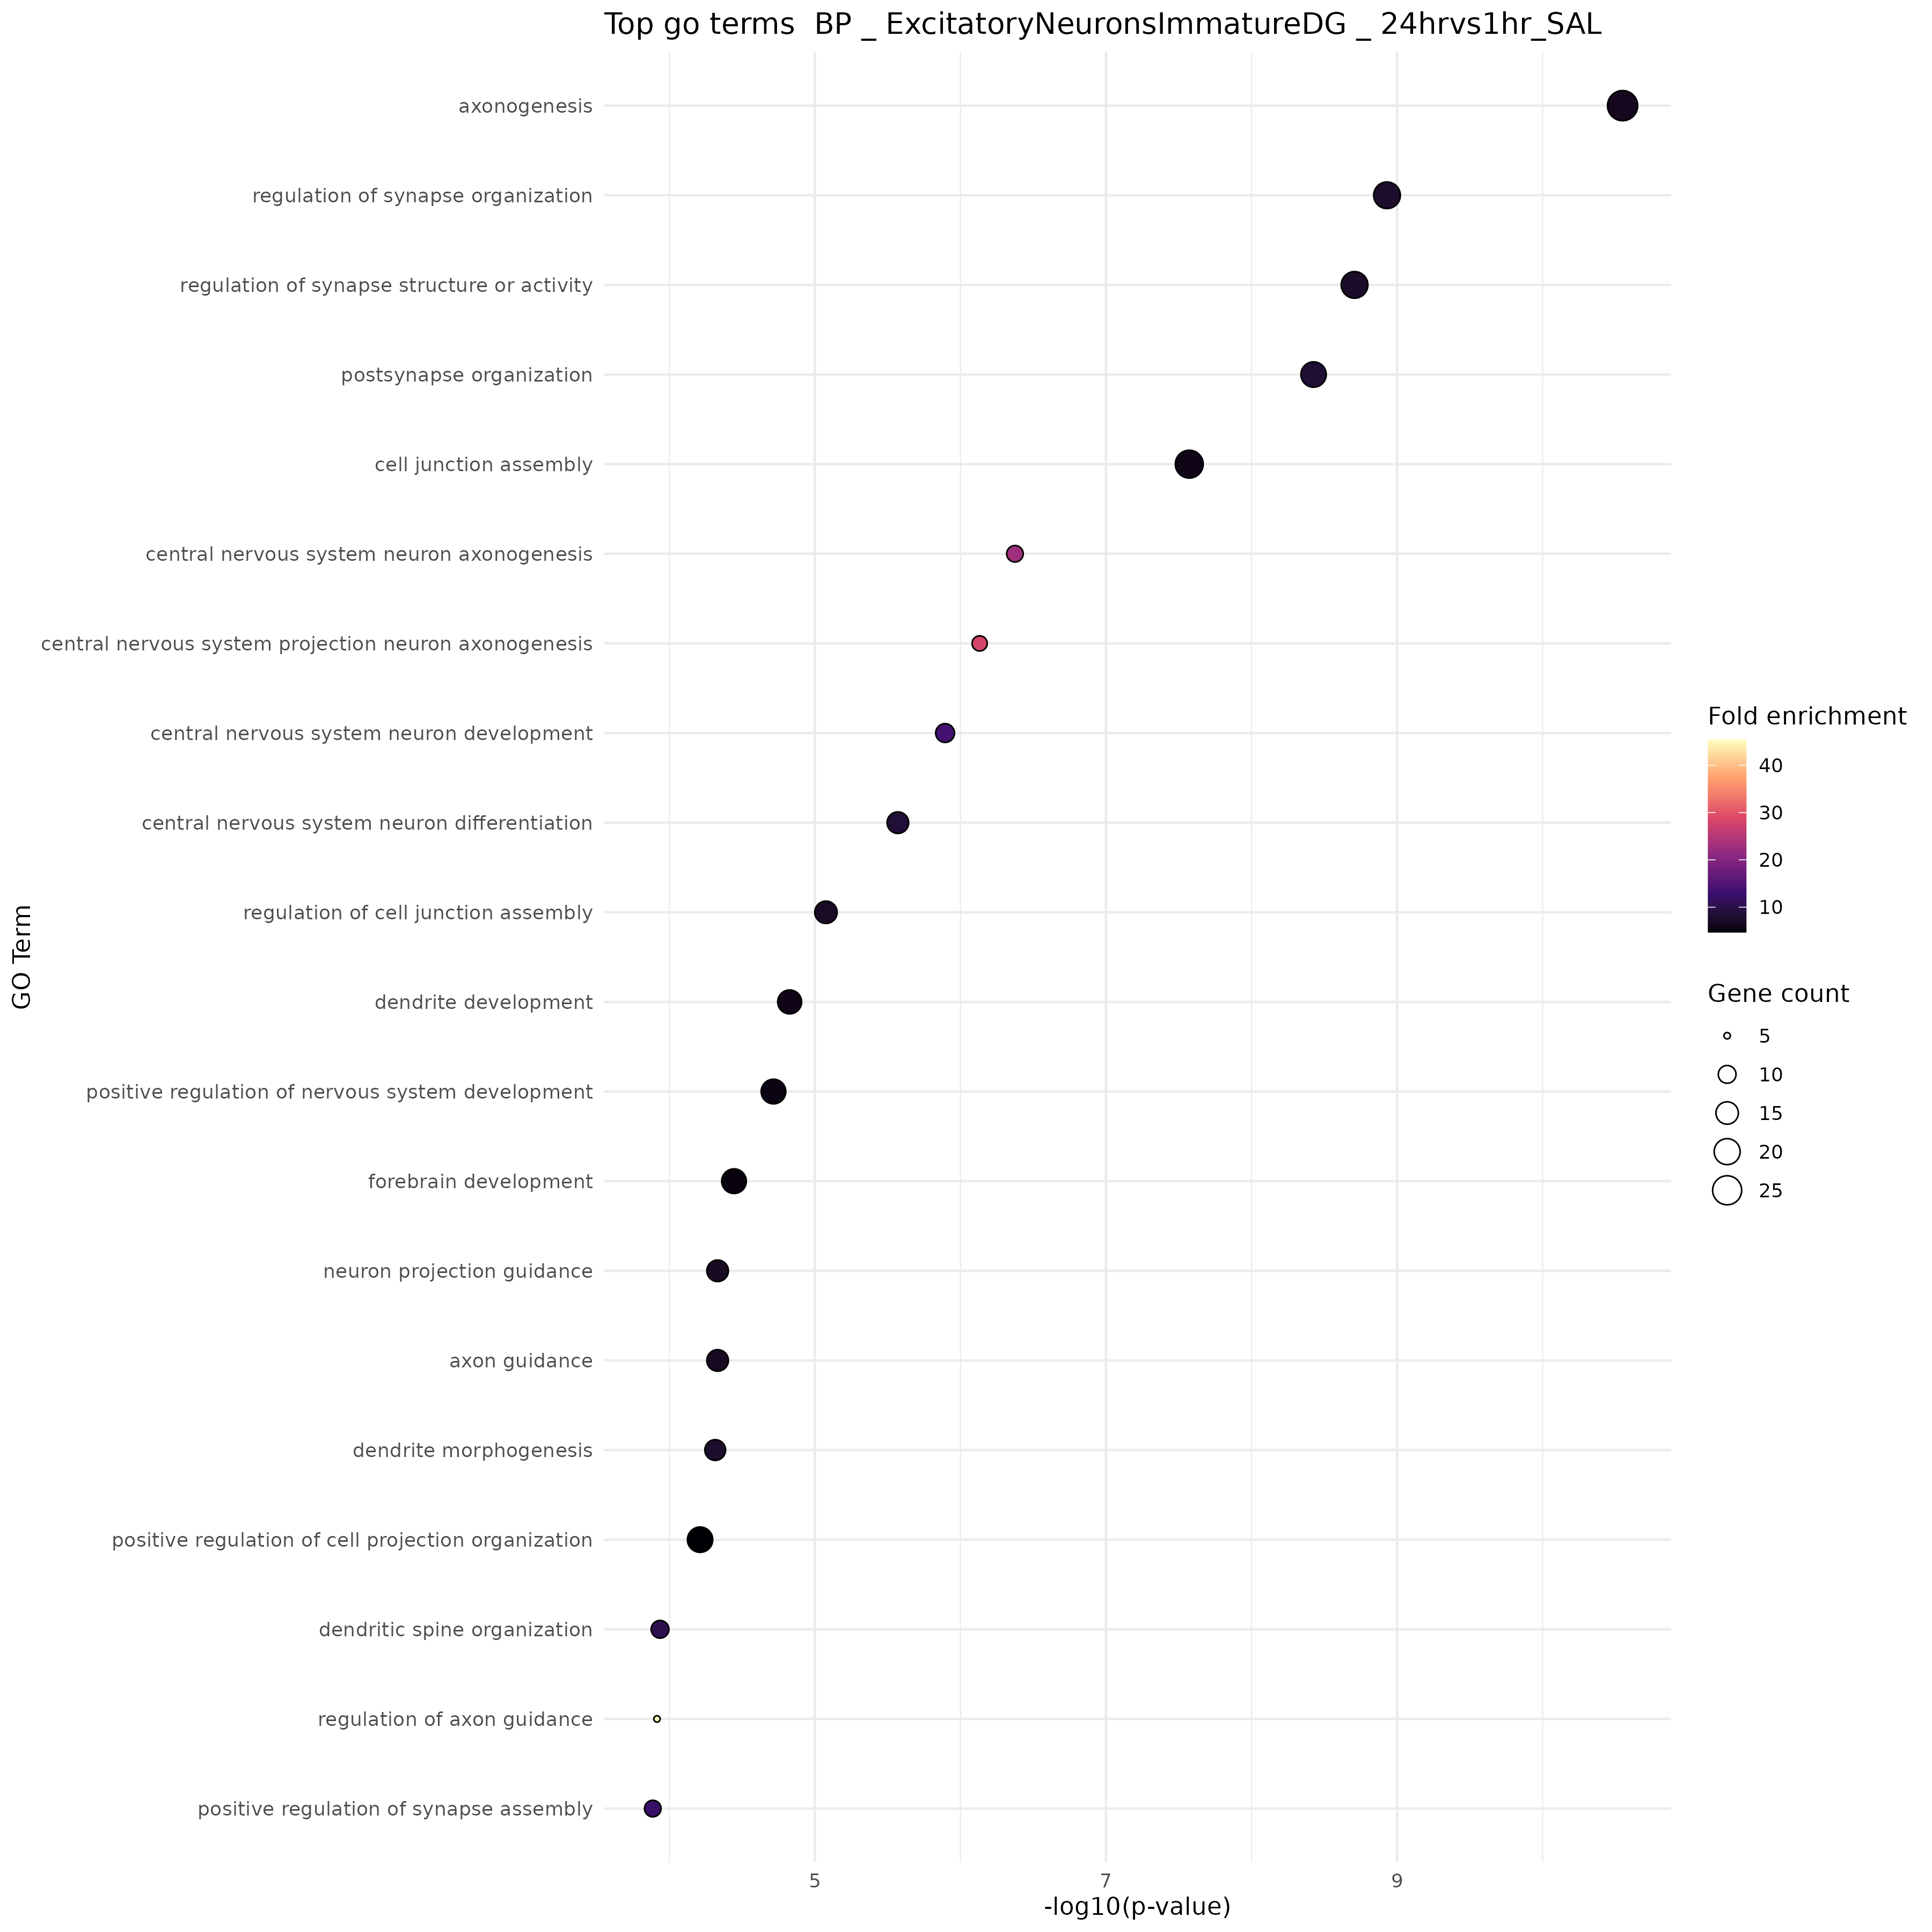 Top go terms  BP _ ExcitatoryNeuronsImmatureDG _ 24hrvs1hr_SAL
axonogenesis
regulation of synapse organization
regulation of synapse structure or activity
postsynapse organization
cell junction assembly
central nervous system neuron axonogenesis
central nervous system projection neuron axonogenesis
central nervous system neuron development
central nervous system neuron differentiation
regulation of cell junction assembly
dendrite development
positive regulation of nervous system development
forebrain development
neuron projection guidance
axon guidance
dendrite morphogenesis
positive regulation of cell projection organization
dendritic spine organization
regulation of axon guidance
positive regulation of synapse assembly
GO Term
5
7
9
-log10(p-value)
Fold enrichment
40
30
20
10
Gene count
5
10
15
20
25